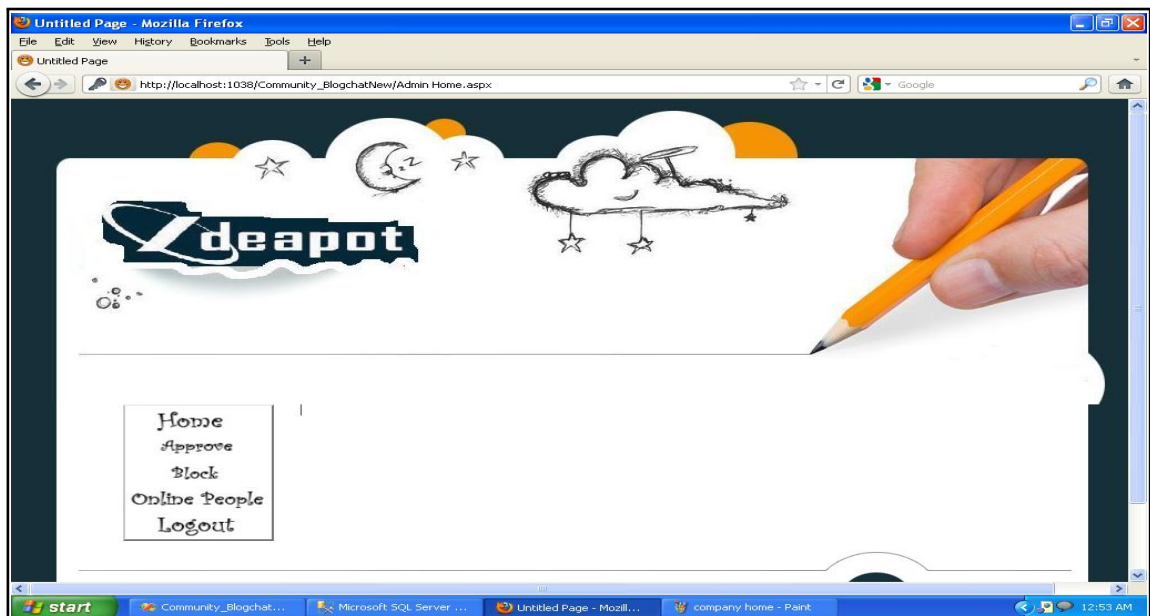 Untitled Page - Mozilla Firefox
File Edit View History Bookmarks Tools Help
Untitled Page +
http://localhost:1038/Community_BlogchatNew/Admin Home.aspx Google
zz
Ideapot
Home
Approve
Block
Online People
Logout
start Community_Blogchat... Microsoft SQL Server ... Untitled Page - Mozill... company home - Paint 12:53 AM